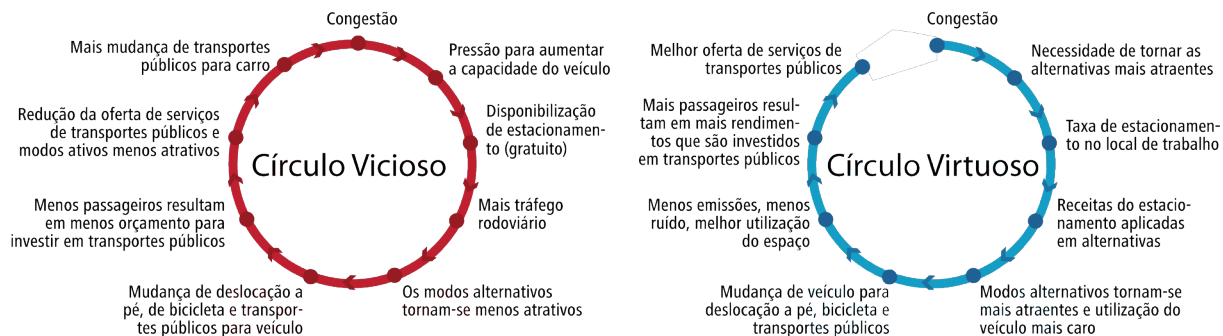 Congestão
Pressão para aumentar
a capacidade do veículo
Disponibilização
de estacionamen-
to (gratuito)
Mais tráfego
rodoviário
Os modos alternativos
tornam-se menos atrativos
Mudança de deslocação a
pé, de bicicleta e transpor-
tes públicos para veículo
Menos passageiros resultam
em menos orçamento para
investir em transportes públicos
Redução da oferta de serviços
de transportes públicos e
modos ativos menos atrativos
Mais mudança de transportes
públicos para carro
Círculo Vicioso
Congestão
Necessidade de tornar as
alternativas mais atraentes
Taxa de estacionamen-
to no local de trabalho
Receitas do estacio-
namento aplicadas
em alternativas
Modos alternativos tornam-se
mais atraentes e utilização do
veículo mais caro
Mudança de veículo para
deslocação a pé, bicicleta e
transportes públicos
Menos emissões, menos
ruído, melhor utilização
do espaço
Mais passageiros resul-
tam em mais rendimen-
tos que são investidos
em transportes públicos
Melhor oferta de serviços de
transportes públicos
Círculo Virtuoso